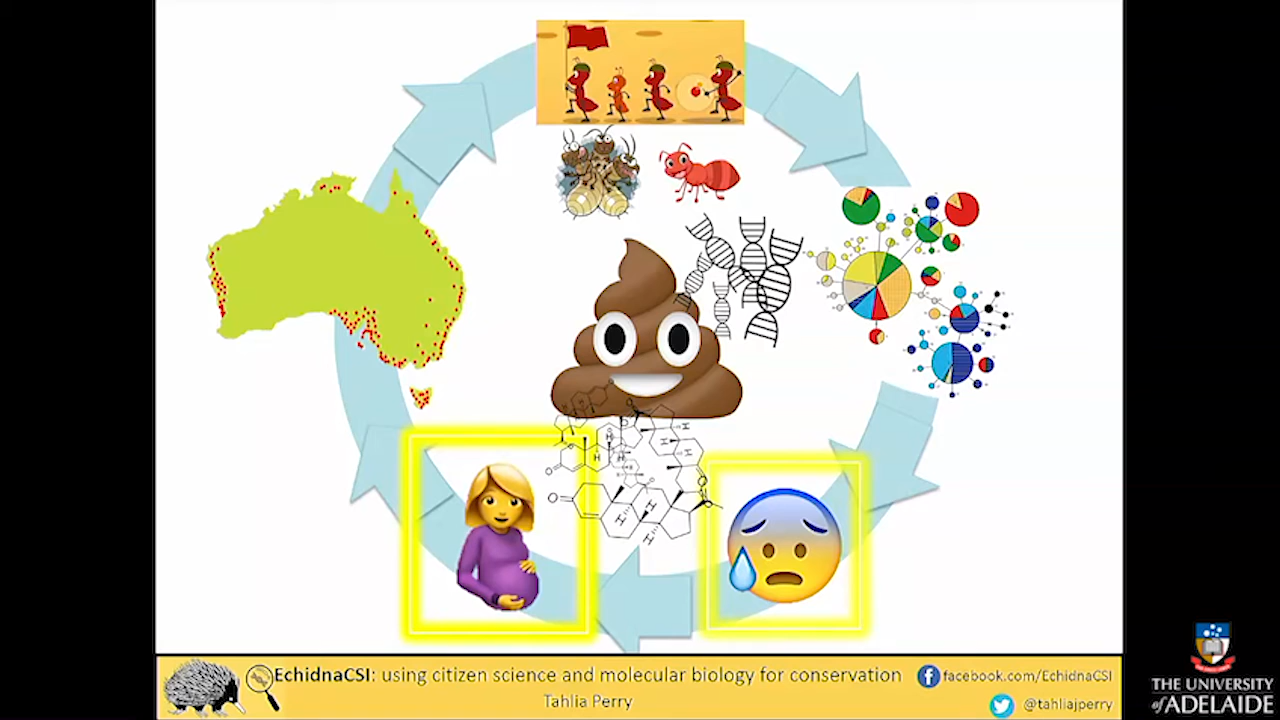 EchidnaCSI: using citizen science and molecular biology for conservation
Tahlia Perry
facebook.com/EchidnaCSI
@tahliajperry
THE UNIVERSITY
of ADELAIDE